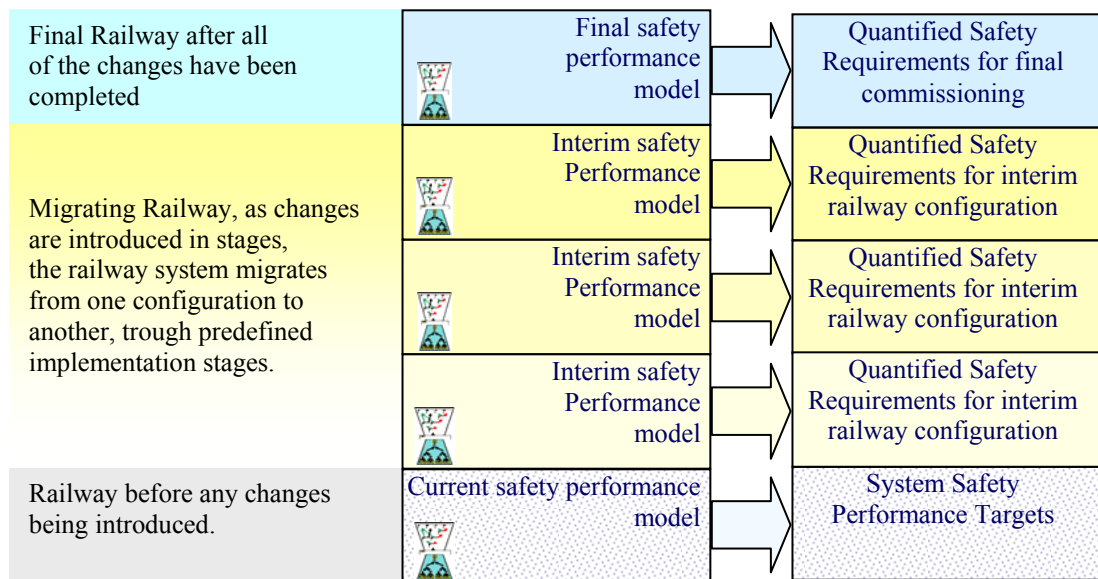 Final Railway after all
of the changes have been
completed
Final safety
performance
model
Quantified Safety
Requirements for final
commissioning
Migrating Railway, as changes
are introduced in stages,
the railway system migrates
from one configuration to
another, trough predefined
implementation stages.
Interim safety
Performance
model
Quantified Safety
Requirements for interim
railway configuration
Interim safety
Performance
model
Quantified Safety
Requirements for interim
railway configuration
Interim safety
Performance
model
Quantified Safety
Requirements for interim
railway configuration
Railway before any changes
being introduced.
Current safety performance
model
System Safety
Performance Targets